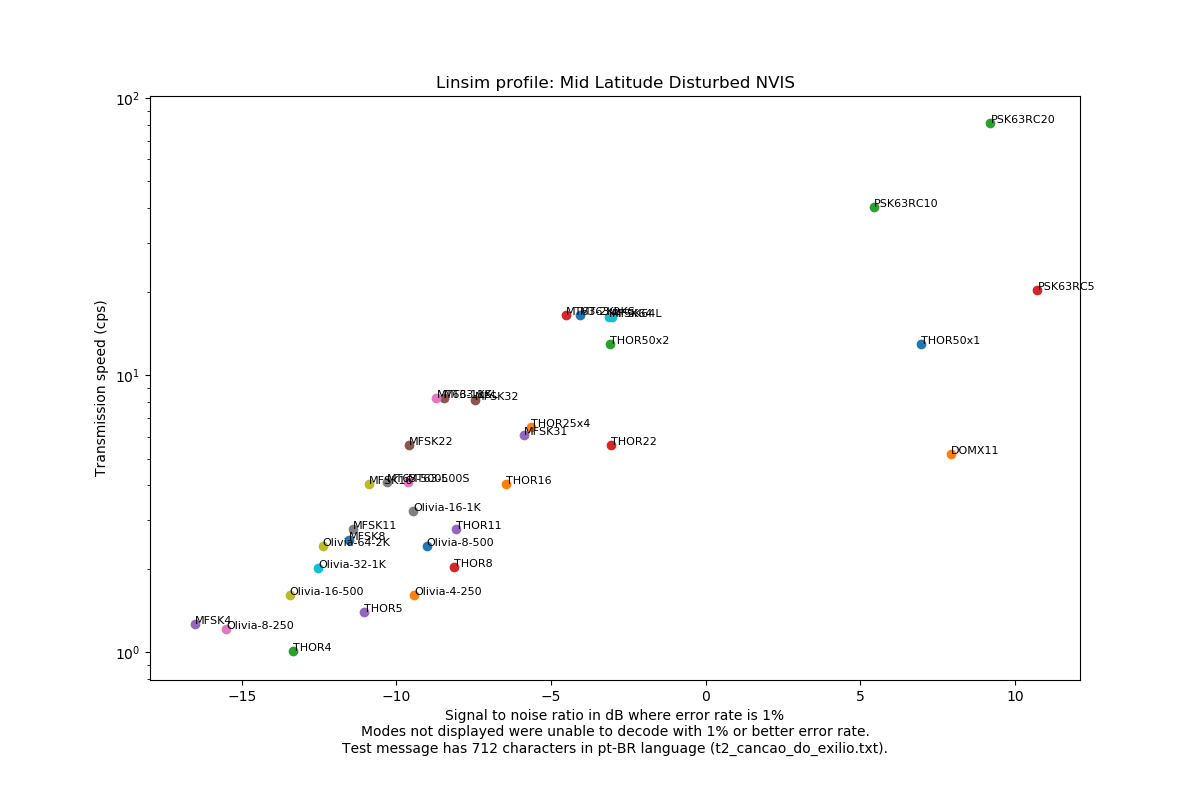 Linsim profile: Mid Latitude Disturbed NVIS
10²
PSK63RC20
PSK63RC10
PSK63RC5
MFSK64L
THOR50x2
THOR50x1
10¹
MFSK32
THOR25x4
MFSK31
MFSK22
THOR22
DOMX11
THOR16
Olivia-16-1K
MFSK11
THOR11
MFSK8
Olivia-64-2K
Olivia-8-500
Olivia-32-1K
THOR8
Olivia-16-500
Olivia-4-250
THOR5
MFSK4
Olivia-8-250
THOR4
10⁰
Transmission speed (cps)
−15 −10 −5 0 5 10
Signal to noise ratio in dB where error rate is 1%
Modes not displayed were unable to decode with 1% or better error rate.
Test message has 712 characters in pt-BR language (t2_cancao_do_exilio.txt).